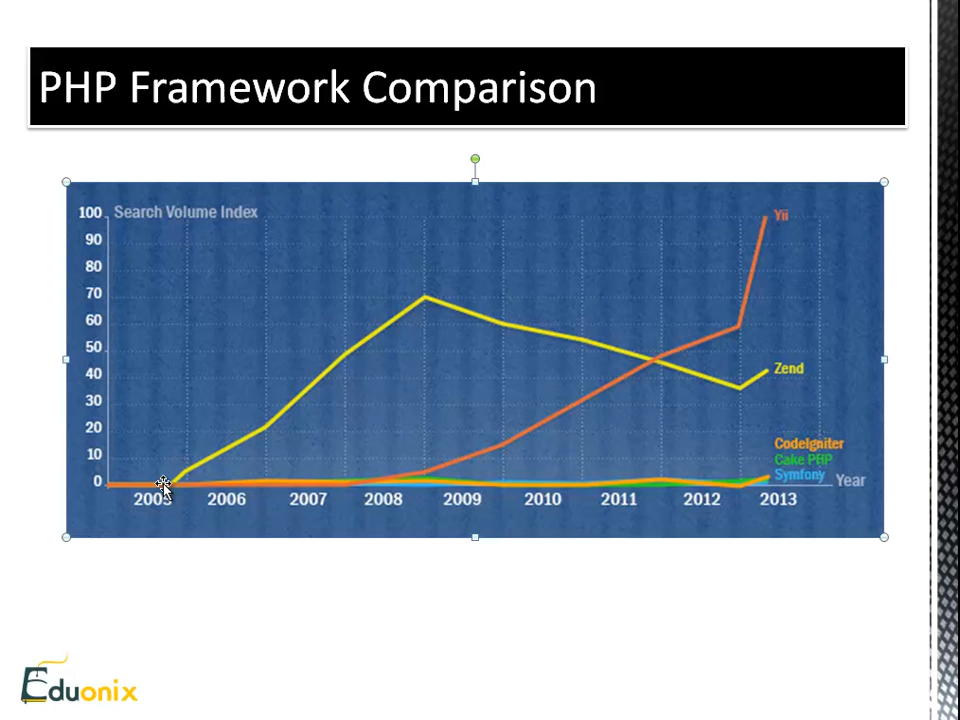 PHP Framework Comparison
Search Volume Index
100
90
80
70
60
50
40
30
20
10
0
Yii
Zend
CodeIgniter
Cake PHP
Symfony
Year
2005 2006 2007 2008 2009 2010 2011 2012 2013
Eduonix